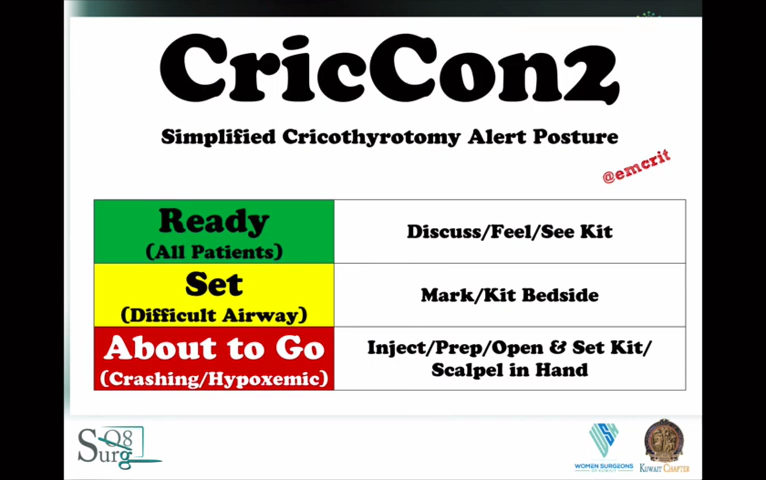 CricCon2
Simplified Cricothyrotomy Alert Posture
@emcrit
Ready
(All Patients)
Discuss/Feel/See Kit
Set
(Difficult Airway)
Mark/Kit Bedside
About to Go
(Crashing/Hypoxemic)
Inject/Prep/Open & Set Kit/
Scalpel in Hand
Q8
Surg
WOMEN SURGEONS
OF KUWAIT
KUWAIT CHAPTER